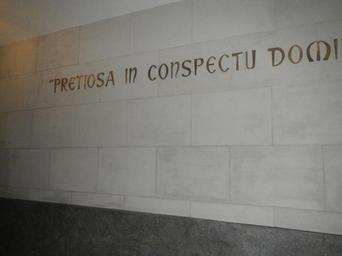 "PRETIOSA IN CONSPECTU DOMI